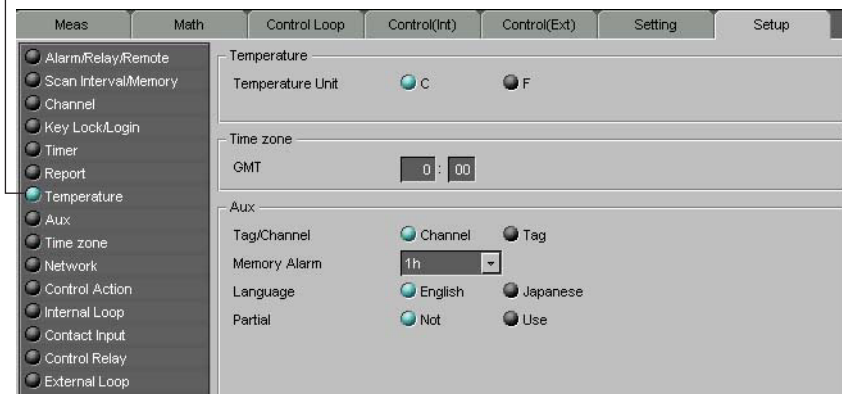 Meas Math Control Loop Control(Int) Control(Ext) Setting Setup
Alarm/Relay/Remote
Scan Interval/Memory
Channel
Key Lock/Login
Timer
Report
Temperature
Aux
Time zone
Network
Control Action
Internal Loop
Contact Input
Control Relay
External Loop
Temperature
Temperature Unit C F
Time zone
GMT 0 : 00
Aux
Tag/Channel Channel Tag
Memory Alarm 1h
Language English Japanese
Partial Not Use